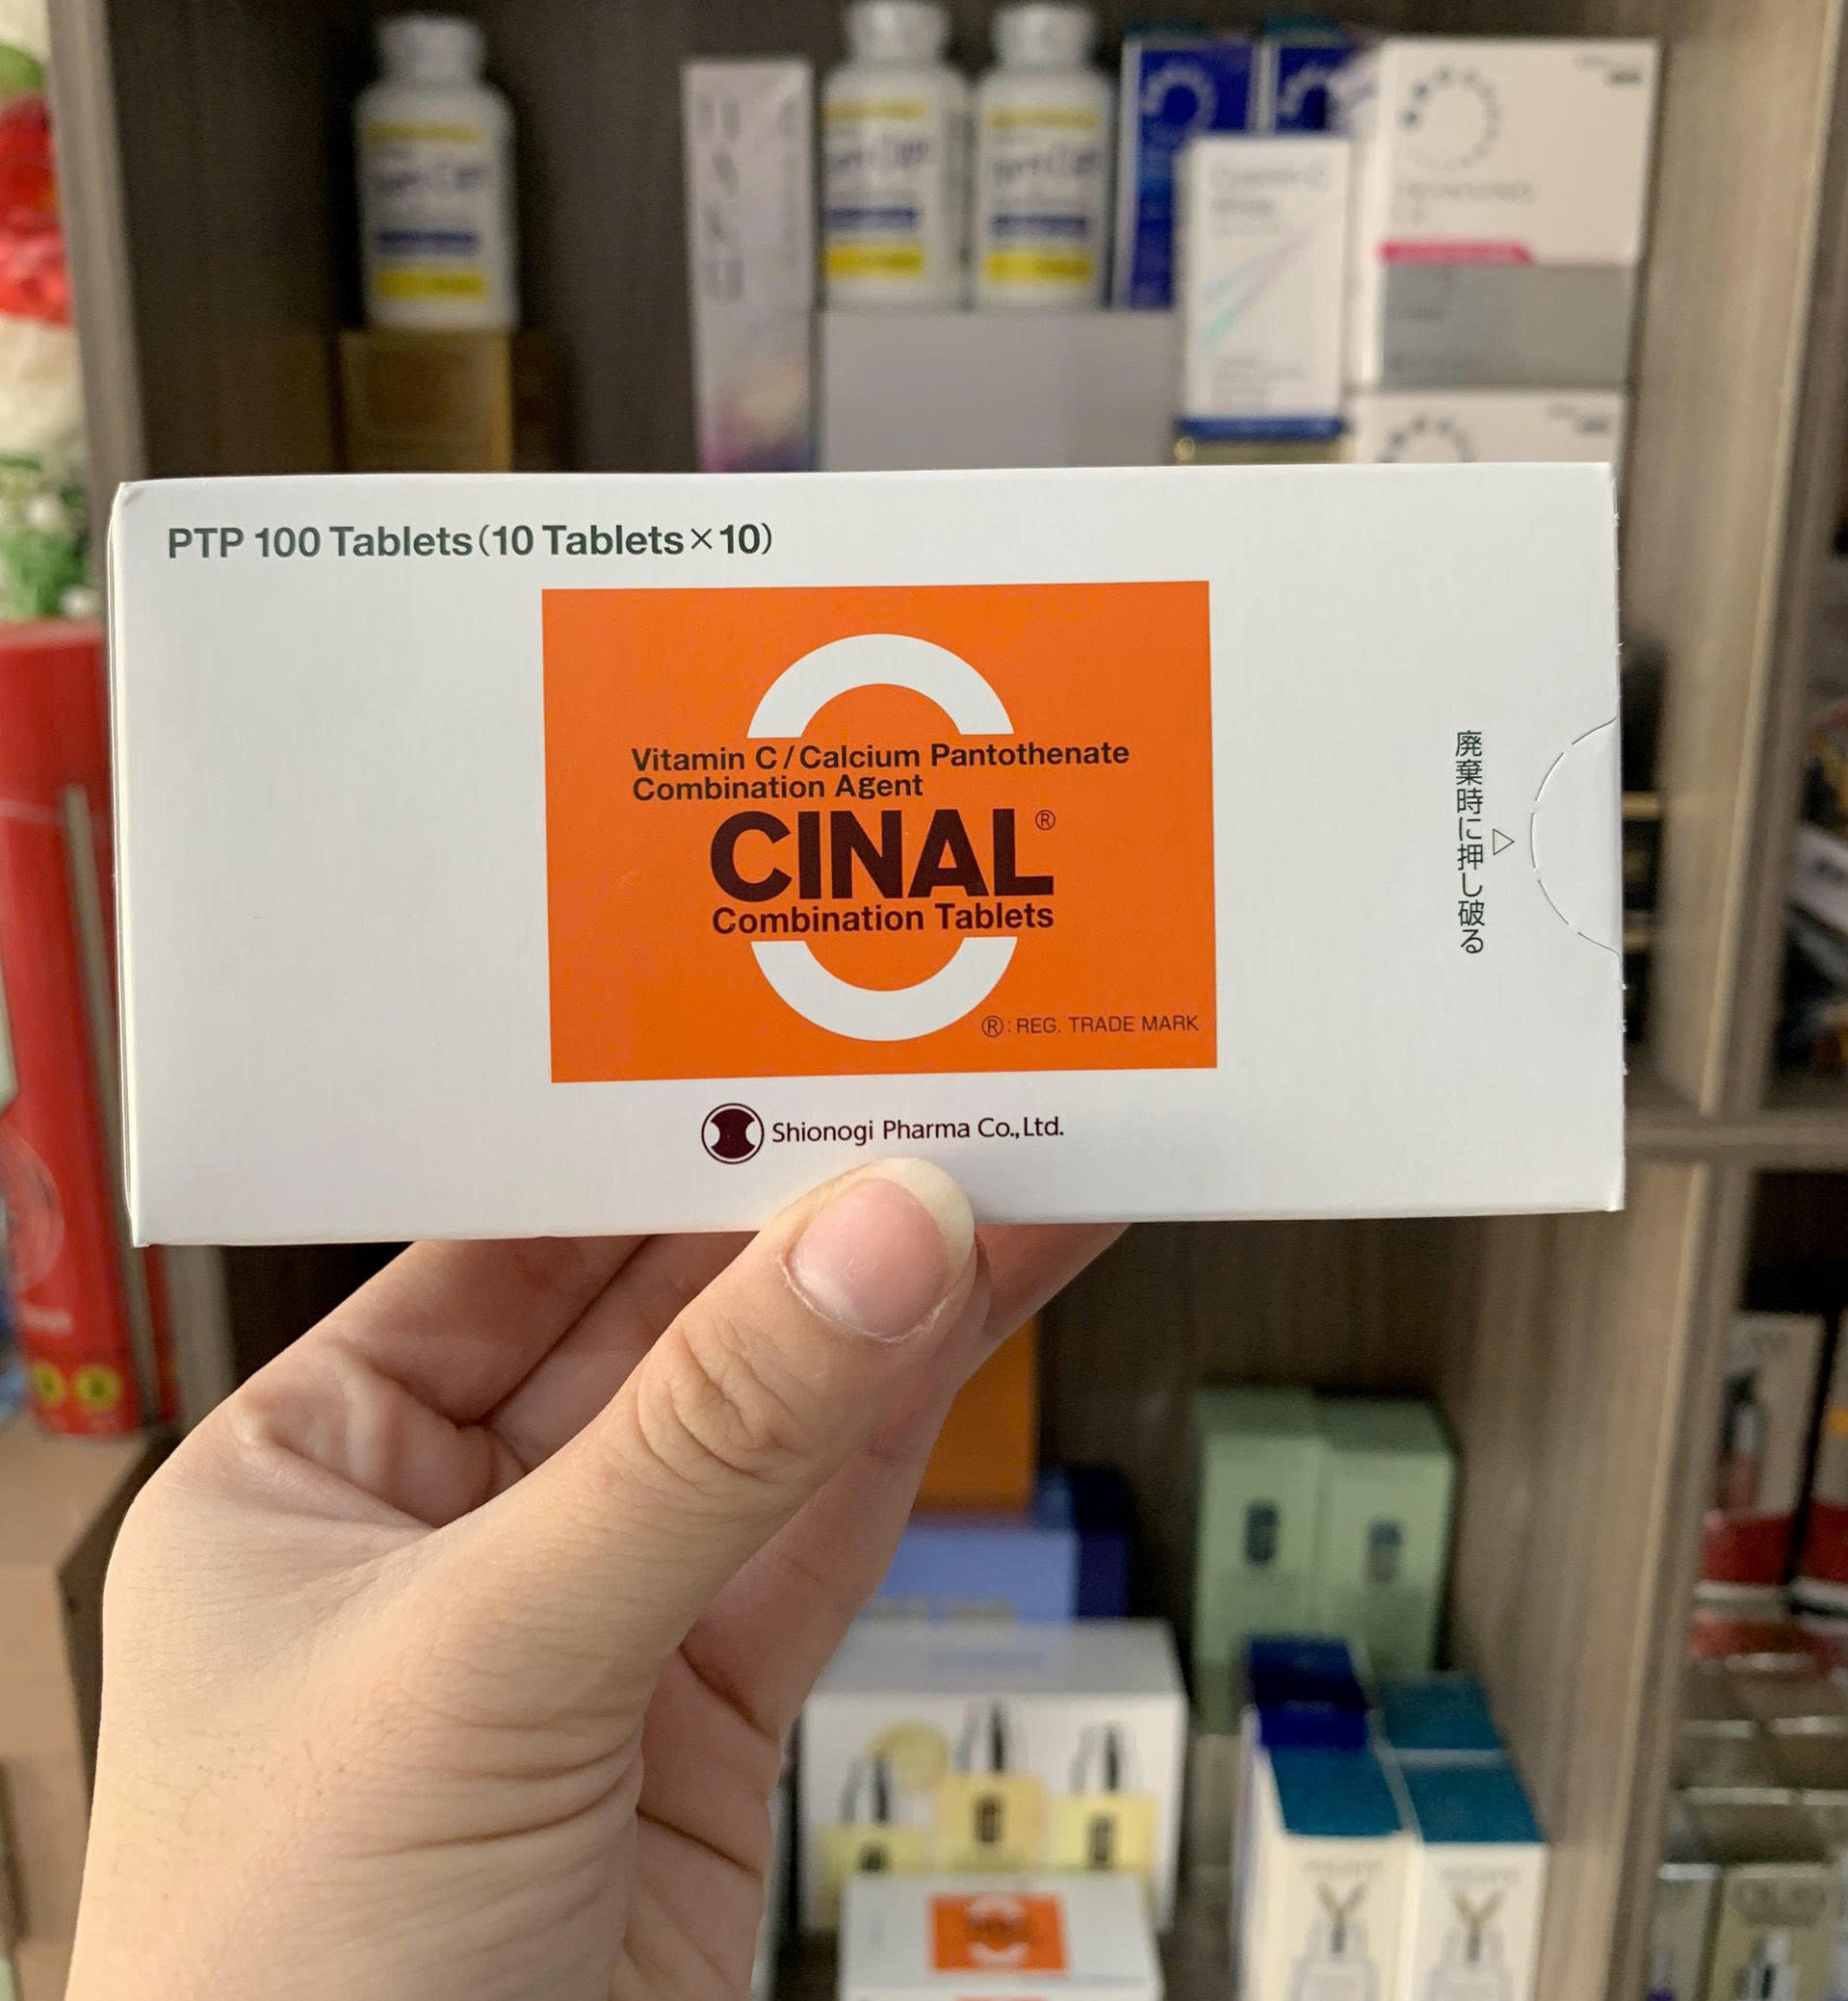 PTP 100 Tablets(10 Tablets×10)
Vitamin C/Calcium Pantothenate
Combination Agent
CINAL®
Combination Tablets
®:REG. TRADE MARK
Shionogi Pharma Co.,Ltd.
廃棄時に押し破る